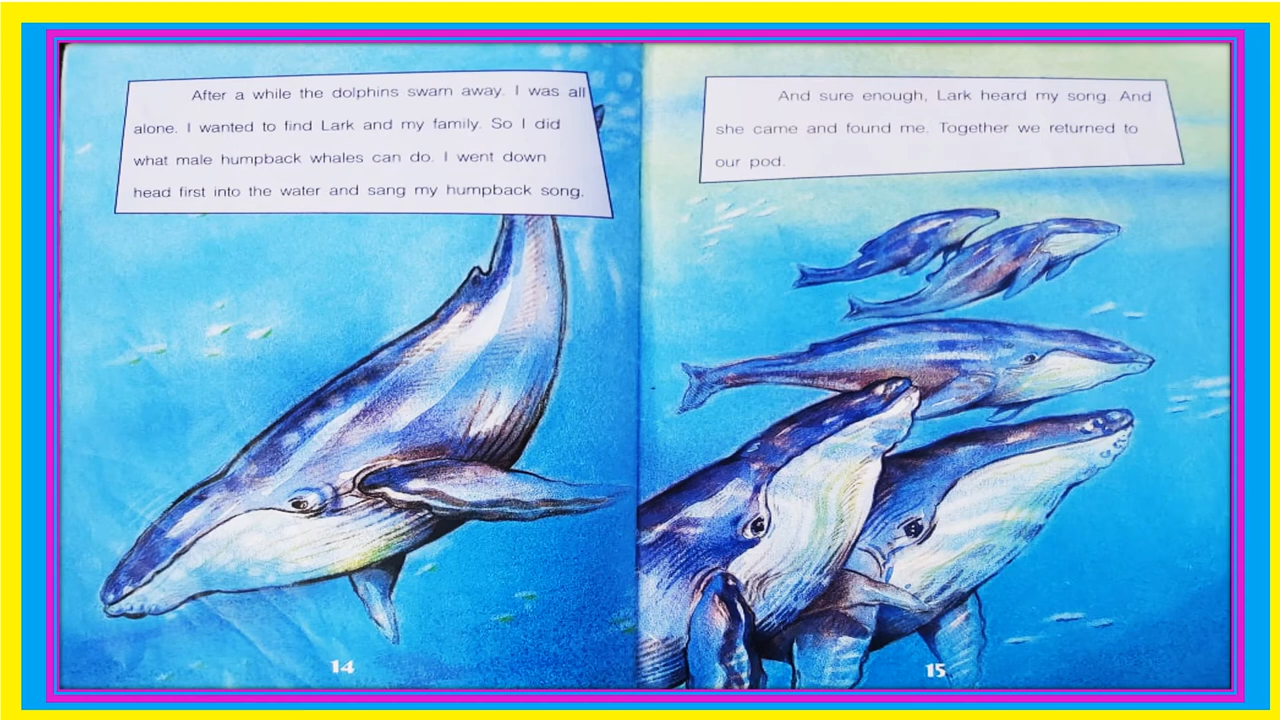 After a while the dolphins swam away. I was all
alone. I wanted to find Lark and my family. So I did
what male humpback whales can do. I went down
head first into the water and sang my humpback song.
14
And sure enough, Lark heard my song. And
she came and found me. Together we returned to
our pod.
15